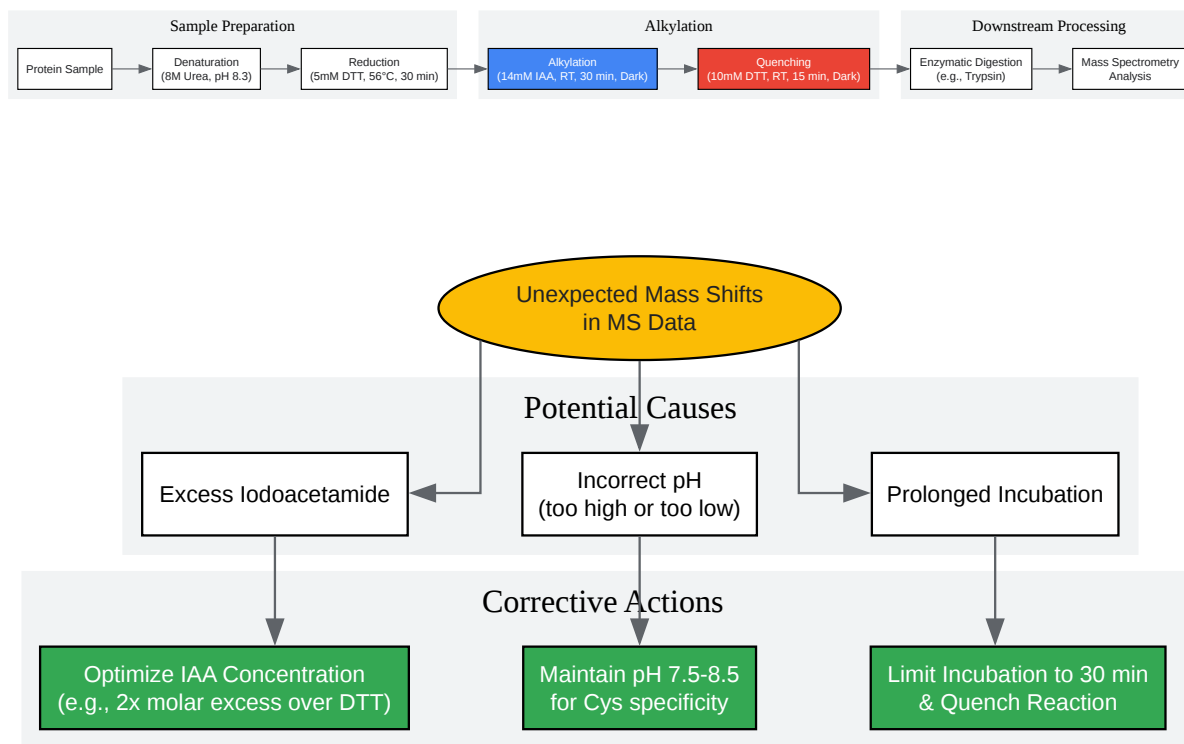 Sample Preparation
Alkylation
Downstream Processing
Protein Sample
Denaturation
(8M Urea, pH 8.3)
Reduction
(5mM DTT, 56°C, 30 min)
Alkylation
(14mM IAA, RT, 30 min, Dark)
Quenching
(10mM DTT, RT, 15 min, Dark)
Enzymatic Digestion
(e.g., Trypsin)
Mass Spectrometry
Analysis
Unexpected Mass Shifts
in MS Data
Potential Causes
Excess Iodoacetamide
Incorrect pH
(too high or too low)
Prolonged Incubation
Corrective Actions
Optimize IAA Concentration
(e.g., 2x molar excess over DTT)
Maintain pH 7.5-8.5
for Cys specificity
Limit Incubation to 30 min
& Quench Reaction